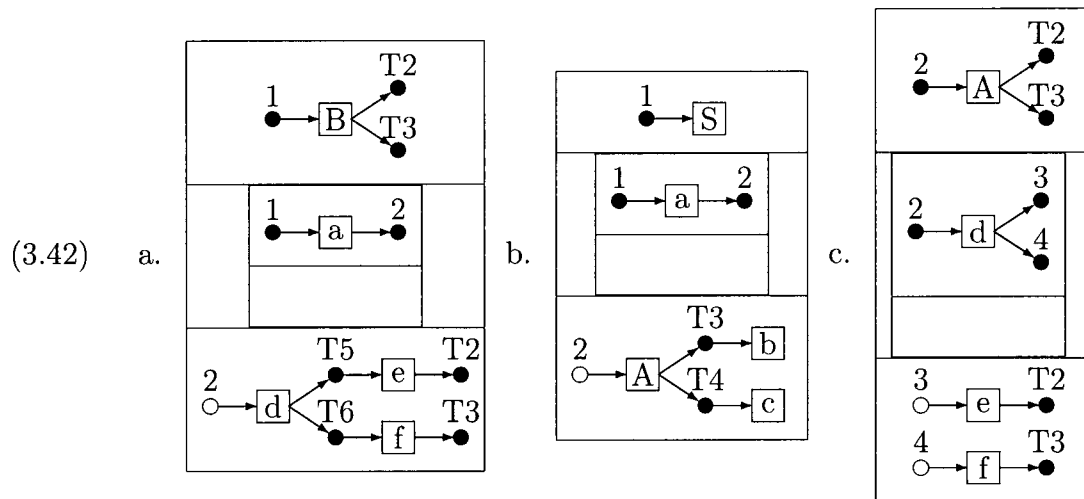 (3.42)
a.
1 B T2 T3
1 a 2
2 d T5 e T2
T6 f T3
b.
1 S
1 a 2
2 A T3 b
T4 c
c.
2 A T2 T3
2 d 3 4
3 e T2
4 f T3